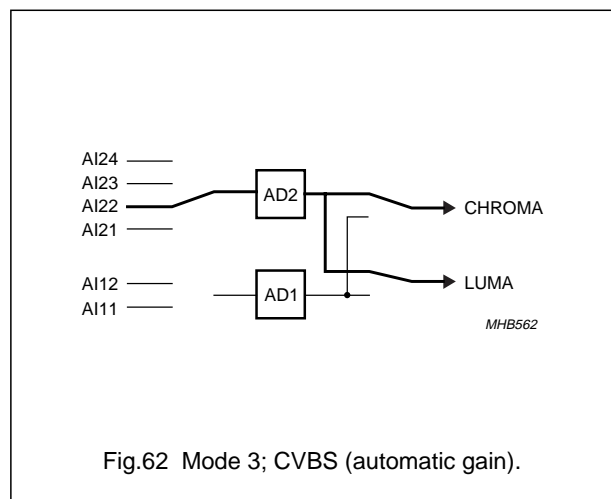 AI24
AI23
AI22
AI21
AD2
CHROMA
AI12
AI11
AD1
LUMA
MHB562
Fig.62 Mode 3; CVBS (automatic gain).